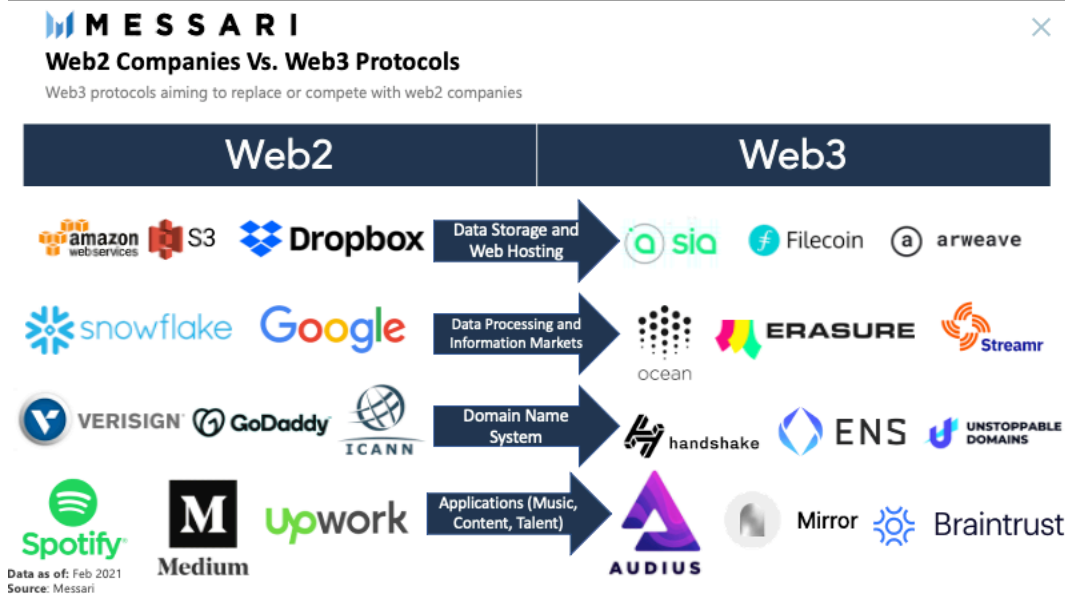 MESSARI
Web2 Companies Vs. Web3 Protocols
Web3 protocols aiming to replace or compete with web2 companies
Web2
Web3
amazon
webservices
S3
Dropbox
Data Storage and
Web Hosting
a sia
Filecoin
a arweave
snowflake
Google
Data Processing and
Information Markets
ocean
ERASURE
Streamr
VERISIGN
GoDaddy
ICANN
Domain Name
System
handshake
ENS
UNSTOPPABLE
DOMAINS
Spotify
M
Medium
upwork
Applications (Music,
Content, Talent)
AUDIUS
Mirror
Braintrust
Data as of: Feb 2021
Source: Messari